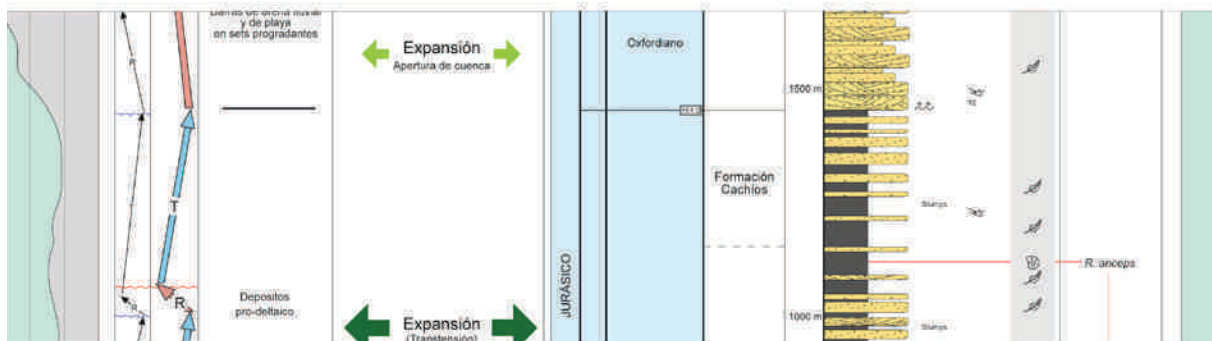 y de playa
en sets progradantes
R
T
R
R
Depositos
pro-deltaico
Expansión
Apertura de cuenca
Expansión
(Transtensión)
JURÁSICO
Oxfordiano
Formación
Cachíos
1500 m
1000 m
Slumps
Slumps
R. anceps